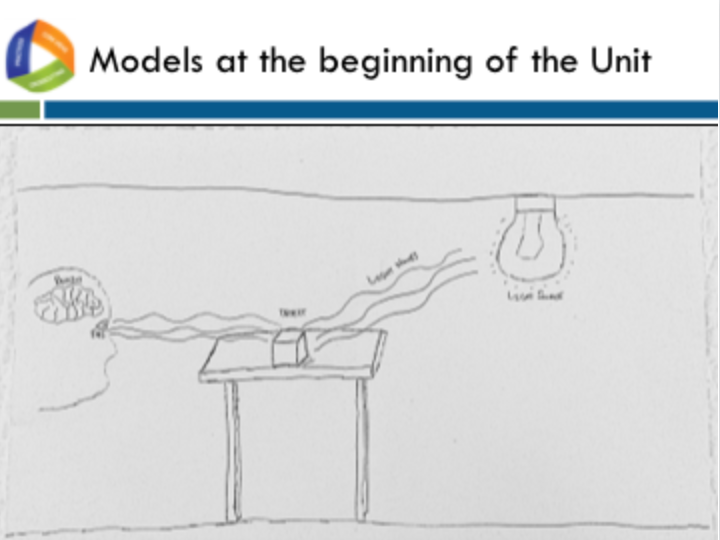 Models at the beginning of the Unit
Brain
Light Waves
Eye
Light Source